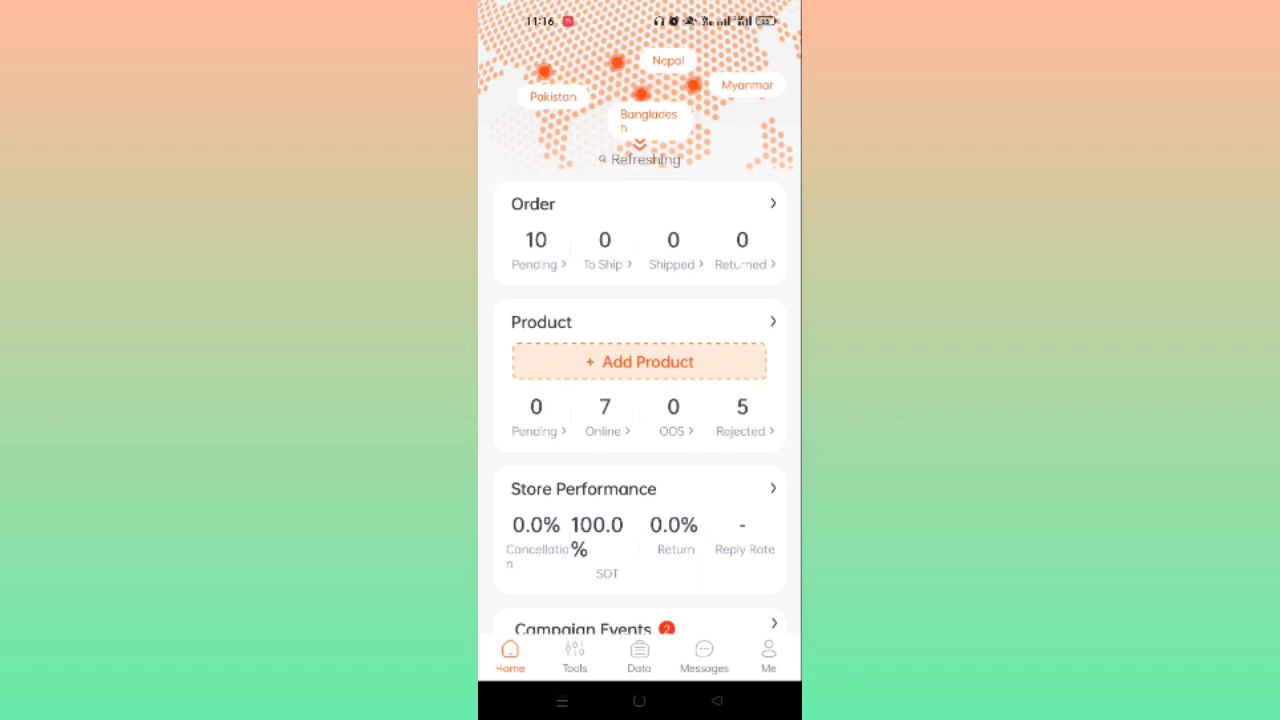 11:16
Nepal
Myanmar
Pakistan
Banglades
h
Refreshing
Order
10 0 0 0
Pending To Ship Shipped Returned
Product
+ Add Product
0 7 0 5
Pending Online OOS Rejected
Store Performance
0.0% 100.0 0.0% -
Cancellatio % Return Reply Rate
n
SOT
Campaign Events 2
Home Tools Data Messages Me